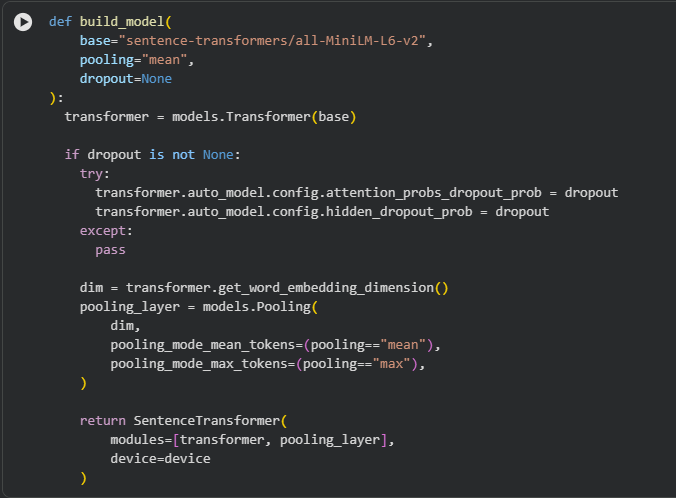 def build_model(
    base="sentence-transformers/all-MiniLM-L6-v2",
    pooling="mean",
    dropout=None
):
  transformer = models.Transformer(base)

  if dropout is not None:
    try:
      transformer.auto_model.config.attention_probs_dropout_prob = dropout
      transformer.auto_model.config.hidden_dropout_prob = dropout
    except:
      pass

    dim = transformer.get_word_embedding_dimension()
    pooling_layer = models.Pooling(
        dim,
        pooling_mode_mean_tokens=(pooling=="mean"),
        pooling_mode_max_tokens=(pooling=="max"),
    )

    return SentenceTransformer(
        modules=[transformer, pooling_layer],
        device=device
    )